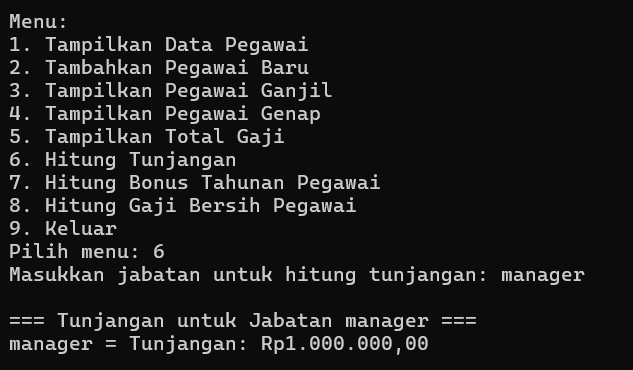 Menu:
1. Tampilkan Data Pegawai
2. Tambahkan Pegawai Baru
3. Tampilkan Pegawai Ganjil
4. Tampilkan Pegawai Genap
5. Tampilkan Total Gaji
6. Hitung Tunjangan
7. Hitung Bonus Tahunan Pegawai
8. Hitung Gaji Bersih Pegawai
9. Keluar
Pilih menu: 6
Masukkan jabatan untuk hitung tunjangan: manager
=== Tunjangan untuk Jabatan manager ===
manager = Tunjangan: Rp1.000.000,00